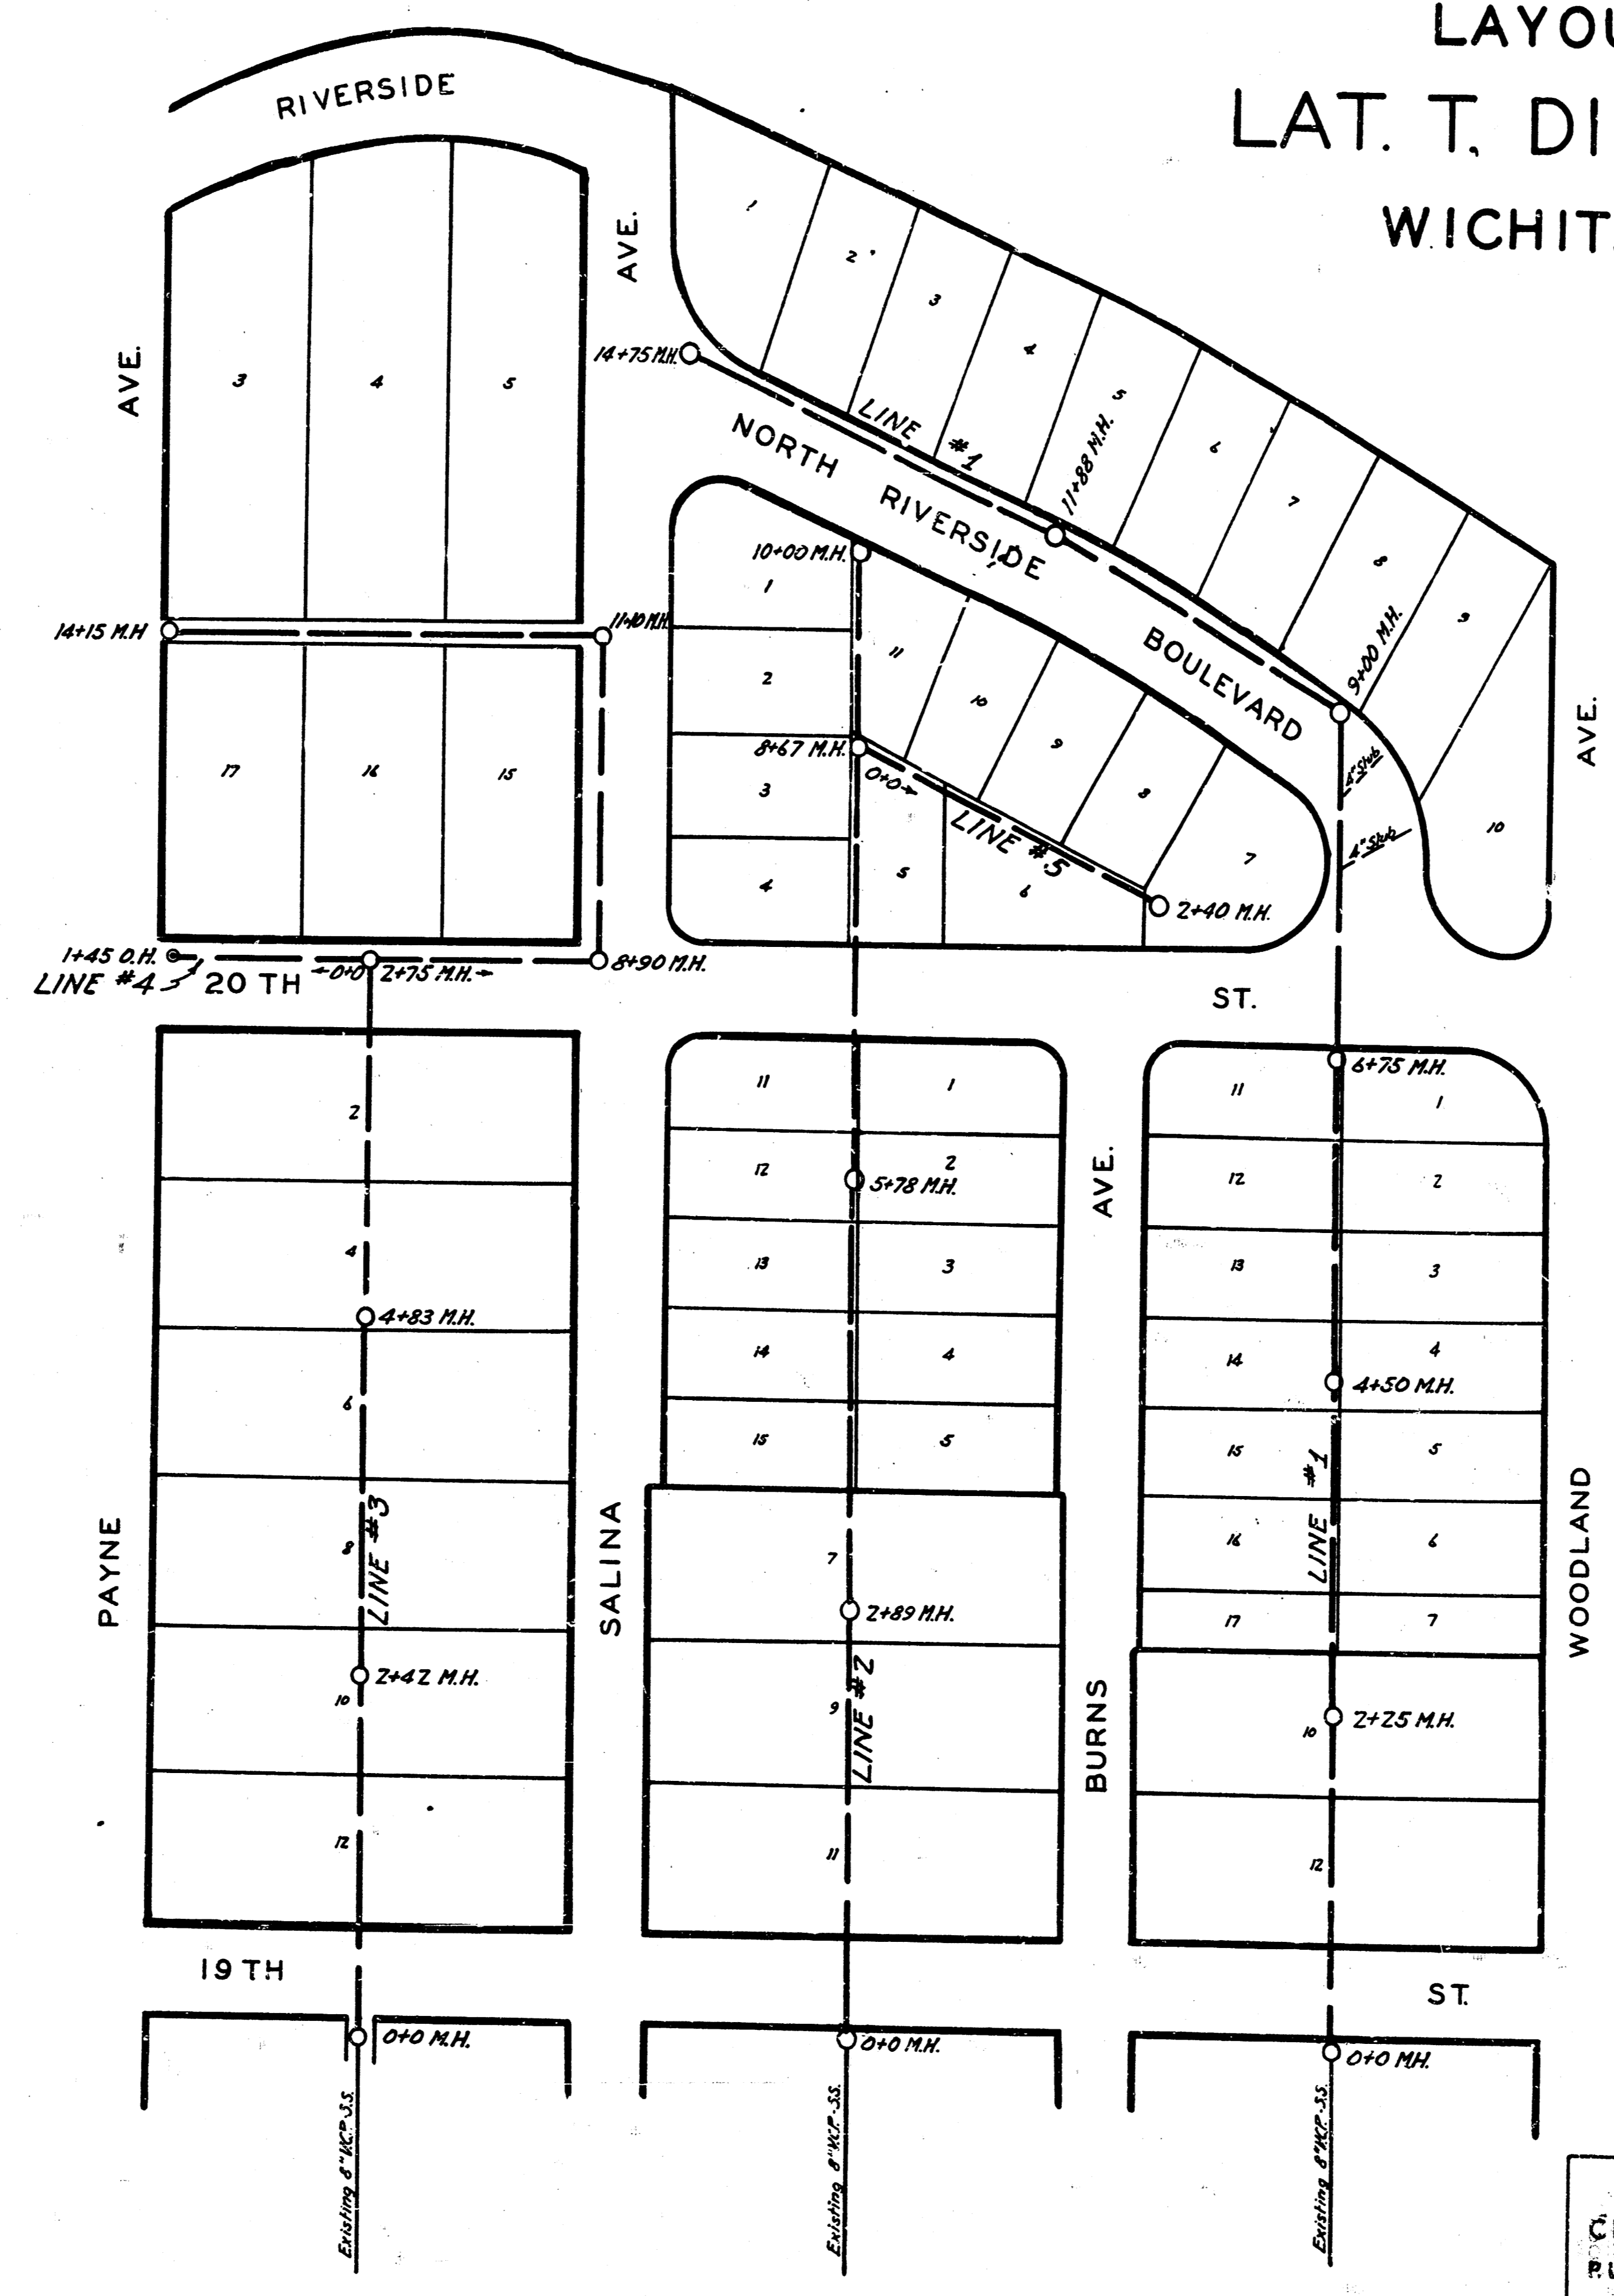 LAYOU
LAT. T. DI
WICHIT
RIVERSIDE
AVE.
AVE.
3
4
5
1
2
3
4
5
6
7
8
9
10
14+75 M.H.
LINE #1
11+88 M.H.
9+00 M.H.
NORTH RIVERSIDE BOULEVARD
AVE.
14+15 M.H
11+10 M.H.
10+00 M.H.
1
2
3
4
11
10
9
8
7
5
6
8+67 M.H.
0+0→
LINE #5
2+40 M.H.
4" Stub
4" Stub
17
16
15
1+45 O.H.
LINE #4
20 TH
←0+0
2+75 M.H.→
8+90 M.H.
ST.
2
4
4+83 M.H.
6
8
LINE #3
10
2+42 M.H.
12
11
1
12
2
5+78 M.H.
13
3
14
4
15
5
7
2+89 M.H.
9
LINE #2
11
AVE.
6+75 M.H.
11
1
12
2
13
3
14
4
4+50 M.H.
15
5
LINE #1
16
6
17
7
10
2+25 M.H.
12
PAYNE
SALINA
BURNS
WOODLAND
19 TH
ST.
0+0 M.H.
0+0 M.H.
0+0 M.H.
Existing 8" V.C.P. S.S.
Existing 8" V.C.P. S.S.
Existing 8" V.C.P. S.S.